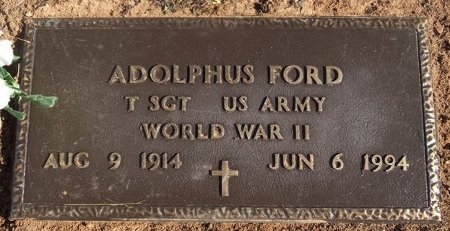 ADOLPHUS FORD
T SGT US ARMY
WORLD WAR II
AUG 9 1914 JUN 6 1994